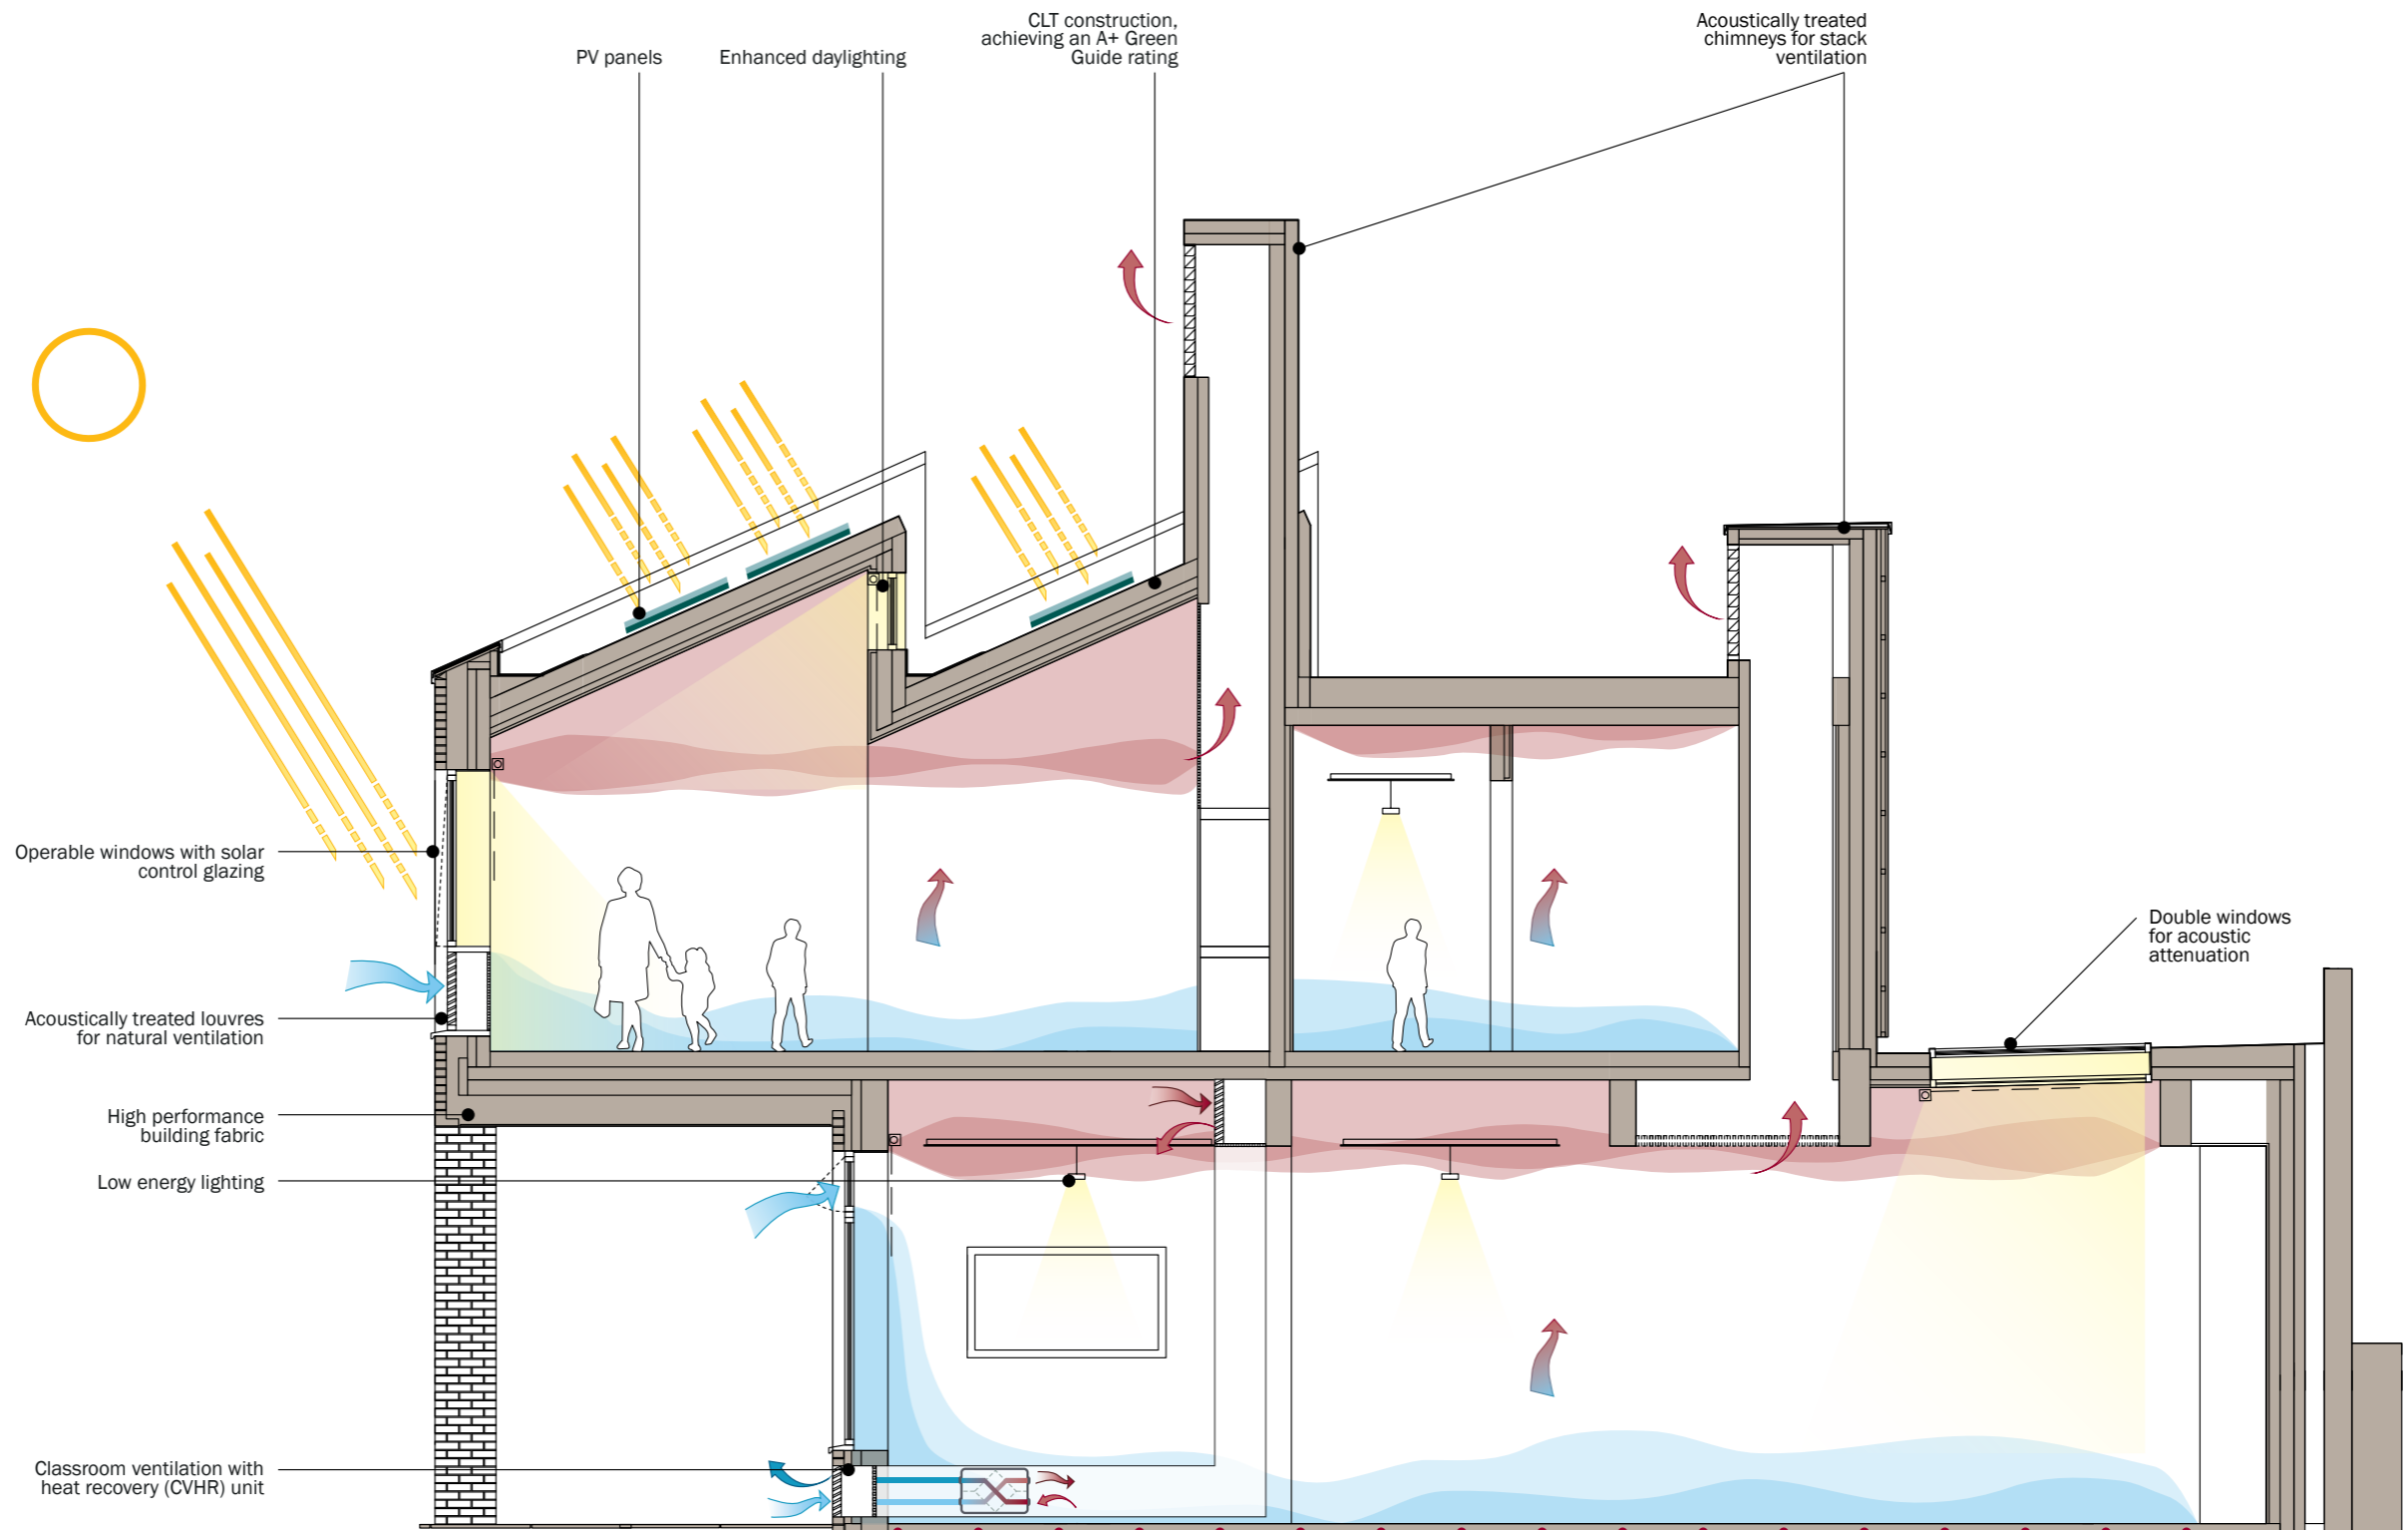 CLT construction,
achieving an A+ Green
Guide rating
Acoustically treated
chimneys for stack
ventilation
PV panels
Enhanced daylighting
Operable windows with solar
control glazing
Double windows
for acoustic
attenuation
Acoustically treated louvres
for natural ventilation
High performance
building fabric
Low energy lighting
Classroom ventilation with
heat recovery (CVHR) unit